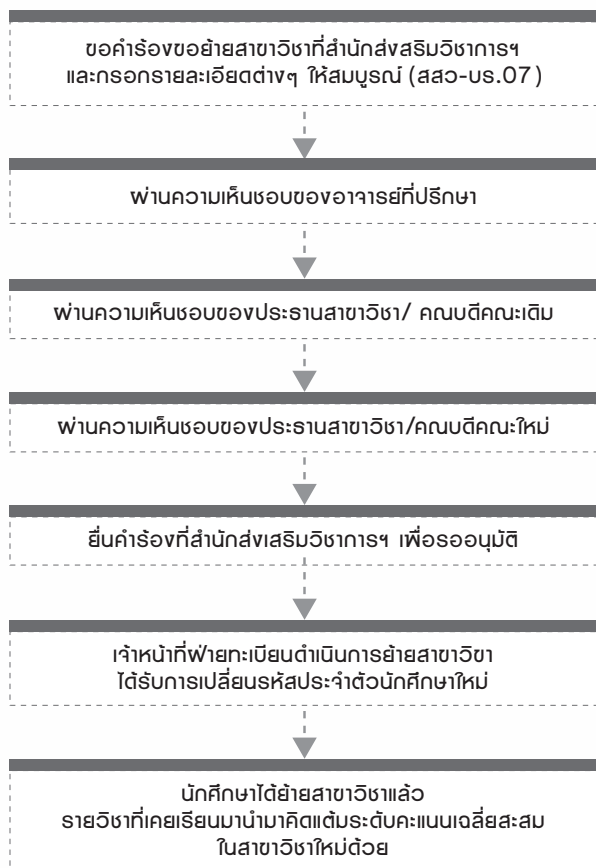 ขอคำร้องขอย้ายสาขาวิชาที่สำนักส่งสริมวิชาการฯ
และกรอกรายละเอียดต่างๆ ให้สมบูรณ์ (สสว-บร.07)
ผ่านความเห็นชอบของอาจารย์ที่ปรึกษา
ผ่านความเห็นชอบของประธานสาขาวิชา/ คณบดีคณะเดิม
ผ่านความเห็นชอบของประธานสาขาวิชา/คณบดีคณะใหม่
ยื่นคำร้องที่สำนักส่งเสริมวิชาการฯ เพื่อรออนุมัติ
เจ้าหน้าที่ฝ่ายทะเบียนดำเนินการย้ายสาขาวิขา
ได้รับการเปลี่ยนรหัสประจำตัวนักศึกษาใหม่
นักศึกษาได้ย้ายสาขาวิชาแล้ว
รายวิชาที่เคยเรียนมานำมาคิดแต้มระดับคะแนนเฉลี่ยสะสม
ในสาขาวิชาใหม่ด้วย